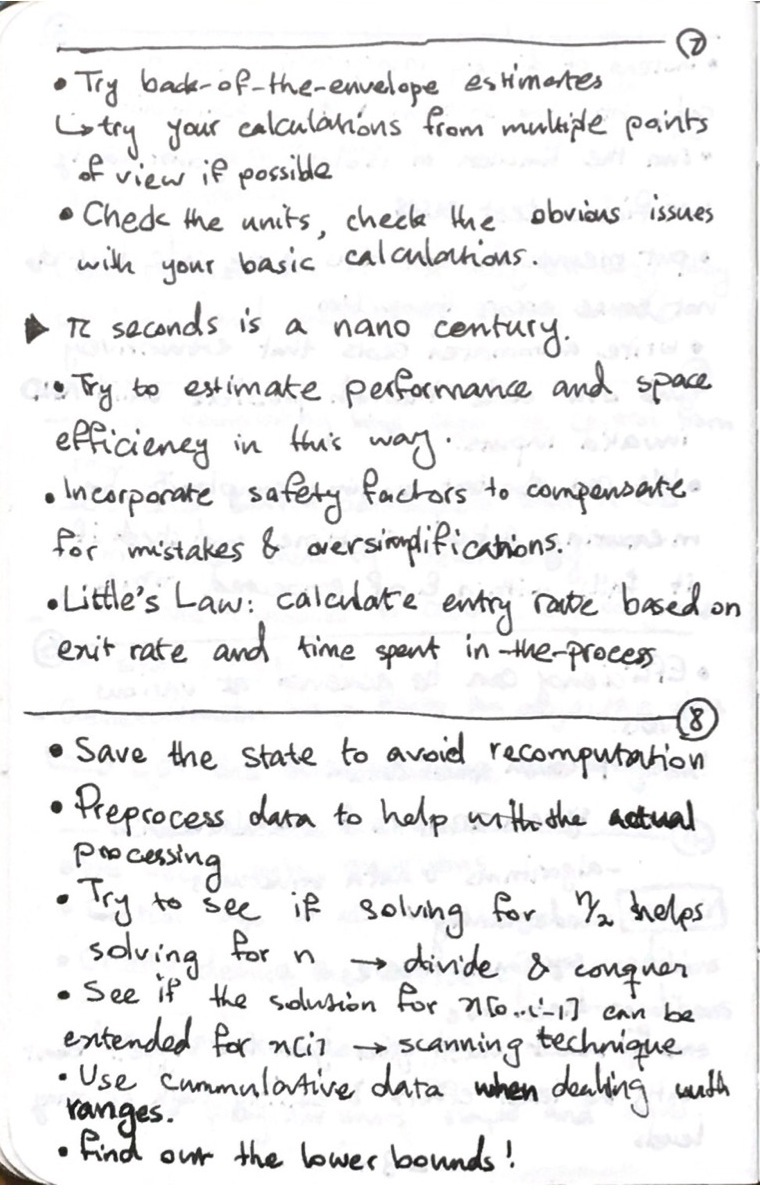 ⑦
• Try back-of-the-envelope estimates
↳ try your calculations from multiple points
of view if possible
• Check the units, check the obvious issues
with your basic calculations.
▶ π seconds is a nano century.
• Try to estimate performance and space
efficiency in this way.
• Incorporate safety factors to compensate
for mistakes & oversimplifications.
• Little's Law: calculate entry rate based on
exit rate and time spent in-the-process
⑧
• Save the state to avoid recomputation
• Preprocess data to help with the actual
processing
• Try to see if solving for n/2 helps
solving for n → divide & conquer
• See if the solution for x[0..i-1] can be
extended for x[i] → scanning technique
• Use cummulative data when dealing with
ranges.
• Find out the lower bounds!